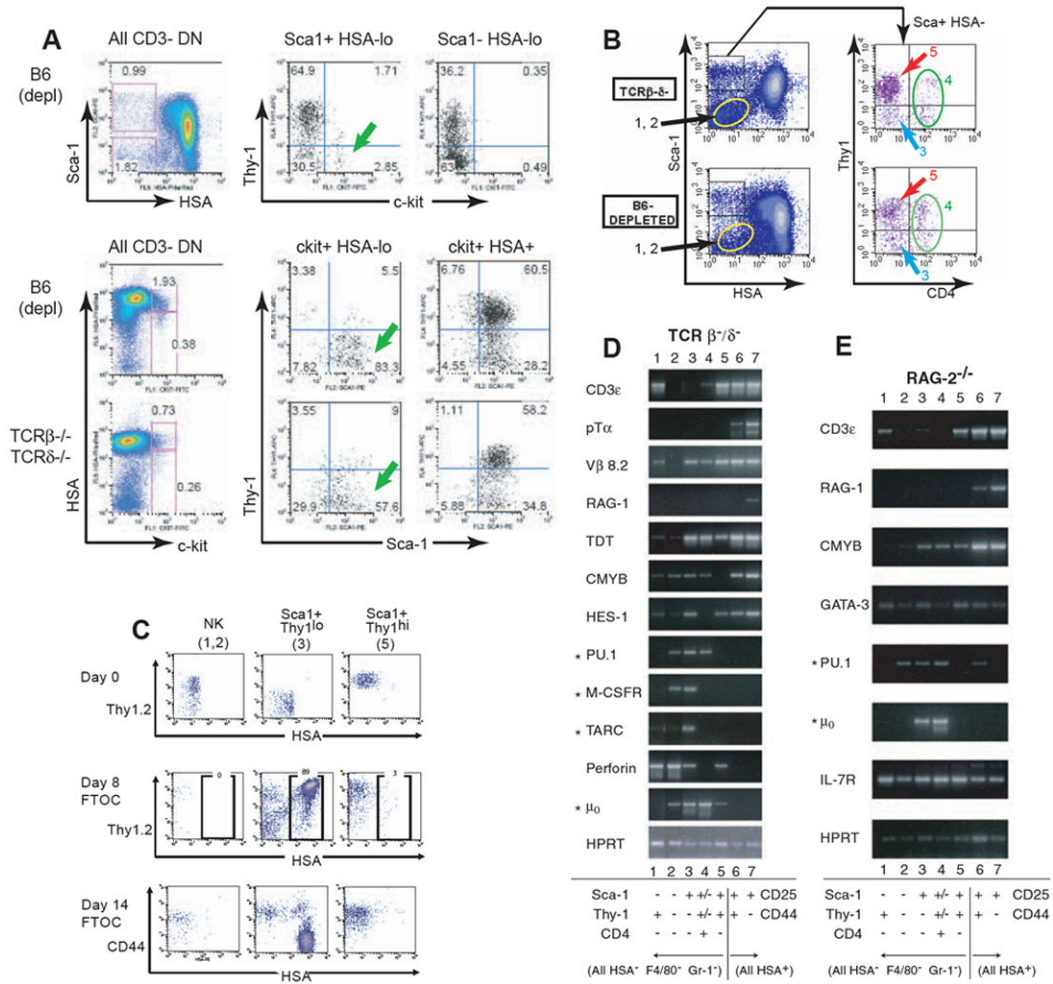 A
All CD3- DN
Sca1+ HSA-lo
Sca1- HSA-lo
B6
(depl)
0.99
1.82
64.9
1.71
30.5
2.85
36.2
0.35
0.49
Sca-1
HSA
Thy-1
c-kit
All CD3- DN
ckit+ HSA-lo
ckit+ HSA+
B6
(depl)
1.93
0.38
3.38
5.5
7.82
83.3
6.76
60.5
4.55
28.2
TCRβ-/-
TCRδ-/-
0.73
0.26
3.55
9
29.9
57.6
1.11
58.2
5.88
34.8
HSA
c-kit
Thy-1
Sca-1
B
Sca+ HSA-
TCRβ-δ-
1, 2
5
4
3
B6-
DEPLETED
1, 2
5
4
3
Sca-1
HSA
Thy1
CD4
C
NK
(1,2)
Sca1+
Thy1lo
(3)
Sca1+
Thy1hi
(5)
Day 0
Thy1.2
HSA
Day 8
FTOC
Thy1.2
0
89
3
HSA
Day 14
FTOC
CD44
HSA
D
TCR β-/δ-
1 2 3 4 5 6 7
CD3ε
pTα
Vβ 8.2
RAG-1
TDT
CMYB
HES-1
* PU.1
* M-CSFR
* TARC
Perforin
* μ0
HPRT
1 2 3 4 5 6 7
Sca-1 - - + +/- + + + CD25
Thy-1 + - - +/- + + - CD44
CD4 +
(All HSA- F4/80- Gr-1-) (All HSA+)
E
RAG-2-/-
1 2 3 4 5 6 7
CD3ε
RAG-1
CMYB
GATA-3
* PU.1
* μ0
IL-7R
HPRT
1 2 3 4 5 6 7
Sca-1 - - + +/- + + + CD25
Thy-1 + - - +/- + + - CD44
CD4 +
(All HSA- F4/80- Gr-1-) (All HSA+)